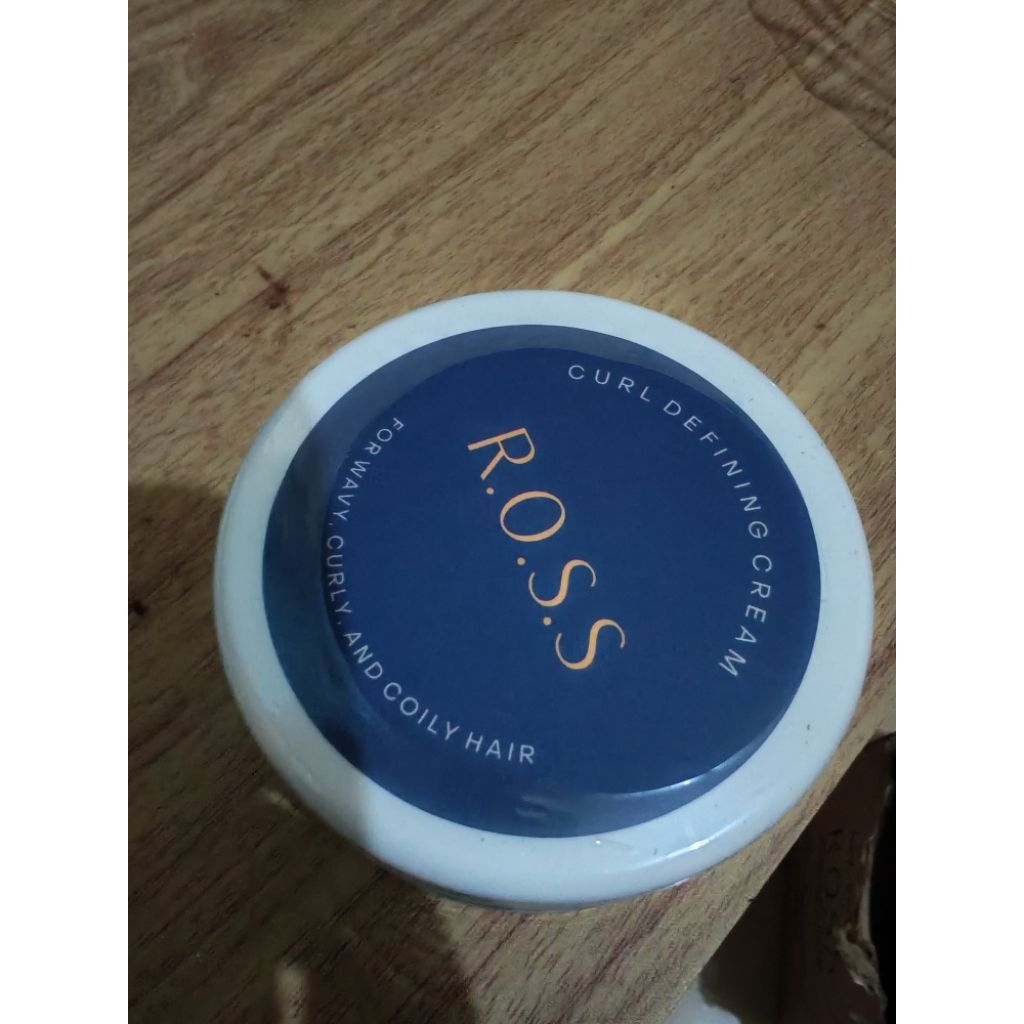 CURL DEFINING CREAM
R.O.S.S
FOR WAVY, CURLY, AND COILY HAIR